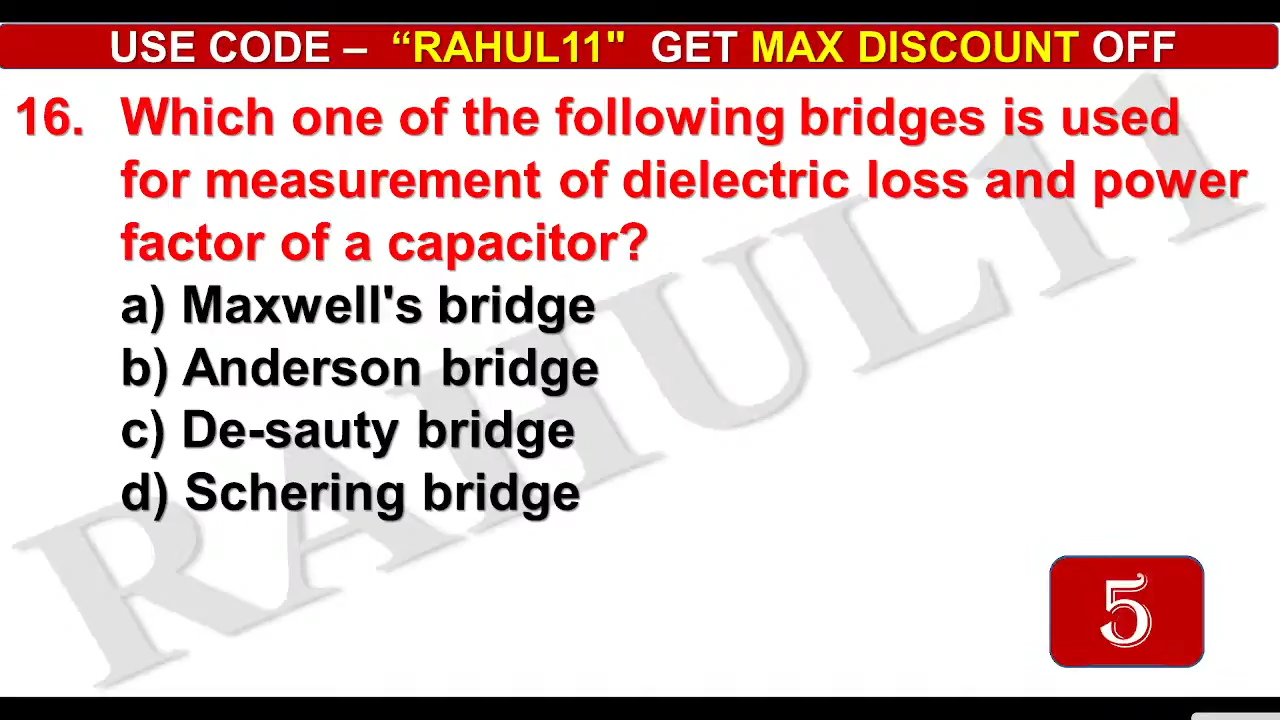 USE CODE – “RAHUL11" GET MAX DISCOUNT OFF
16. Which one of the following bridges is used
for measurement of dielectric loss and power
factor of a capacitor?
a) Maxwell's bridge
b) Anderson bridge
c) De-sauty bridge
d) Schering bridge
RAHUL11
5